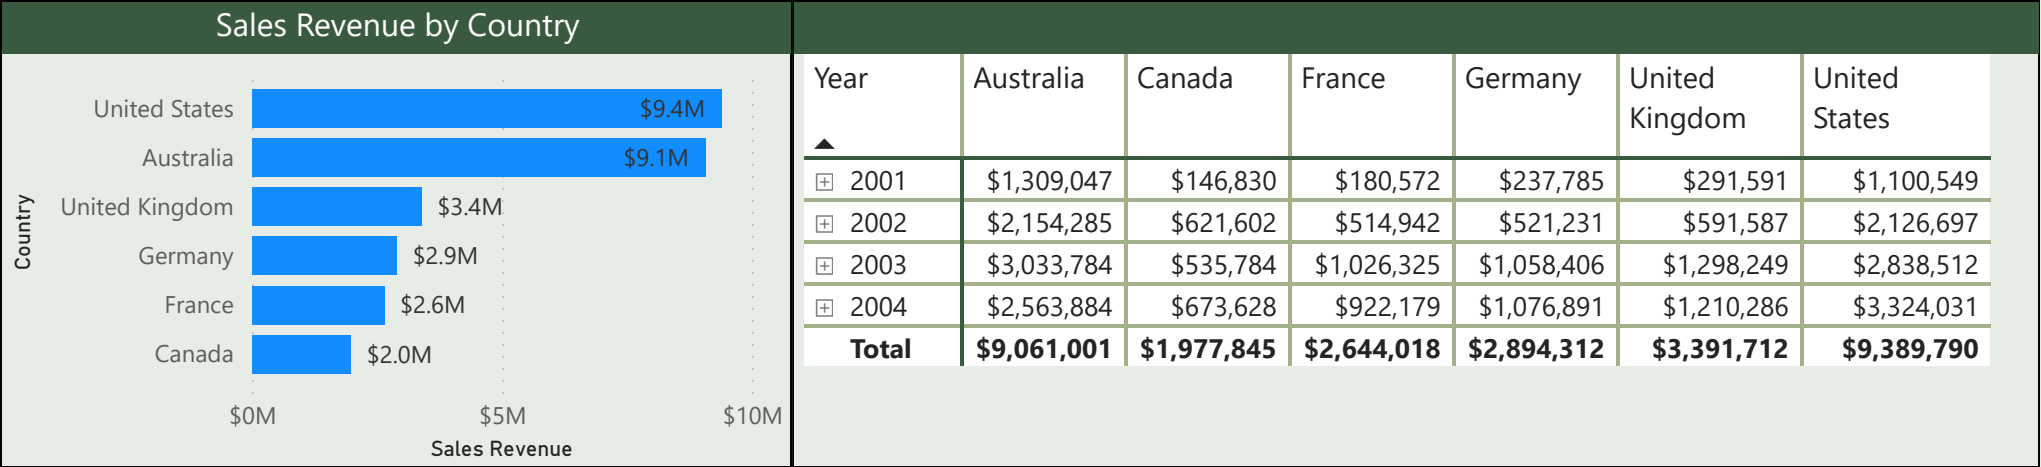 Sales Revenue by Country
United States $9.4M
Australia $9.1M
United Kingdom $3.4M
Germany $2.9M
France $2.6M
Canada $2.0M
Country
$0M $5M $10M
Sales Revenue
Year Australia Canada France Germany United Kingdom United States
2001 $1,309,047 $146,830 $180,572 $237,785 $291,591 $1,100,549
2002 $2,154,285 $621,602 $514,942 $521,231 $591,587 $2,126,697
2003 $3,033,784 $535,784 $1,026,325 $1,058,406 $1,298,249 $2,838,512
2004 $2,563,884 $673,628 $922,179 $1,076,891 $1,210,286 $3,324,031
Total $9,061,001 $1,977,845 $2,644,018 $2,894,312 $3,391,712 $9,389,790